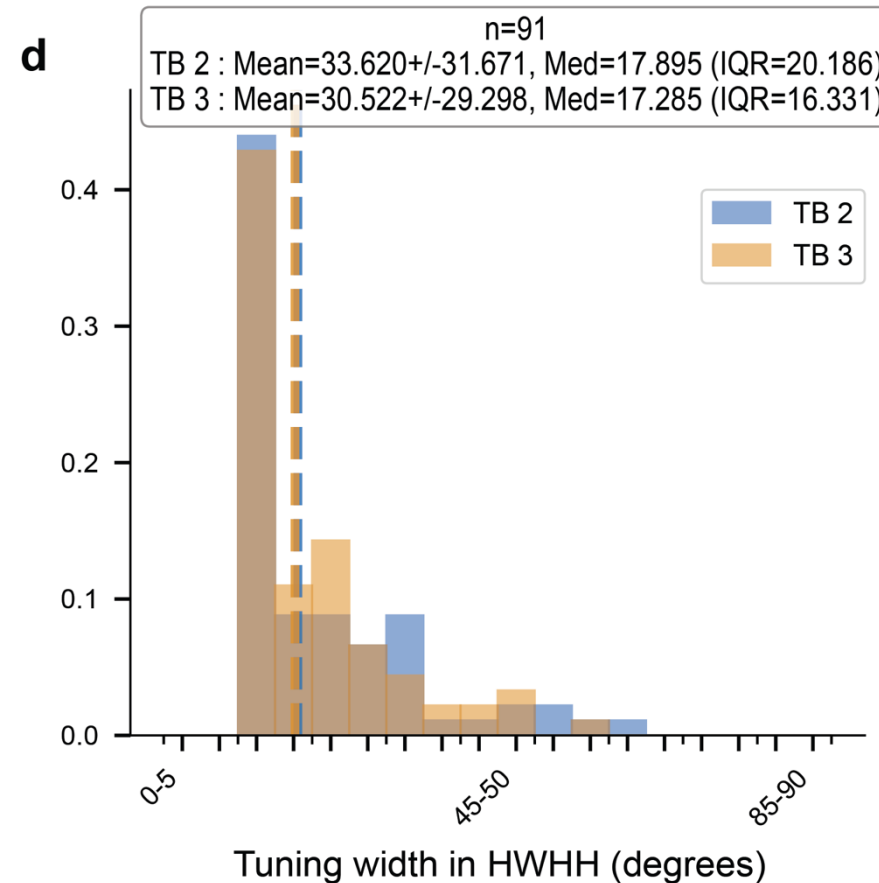 d
n=91
TB 2 : Mean=33.620+/-31.671, Med=17.895 (IQR=20.186)
TB 3 : Mean=30.522+/-29.298, Med=17.285 (IQR=16.331)
TB 2
TB 3
0.4
0.3
0.2
0.1
0.0
0-5
45-50
85-90
Tuning width in HWHH (degrees)